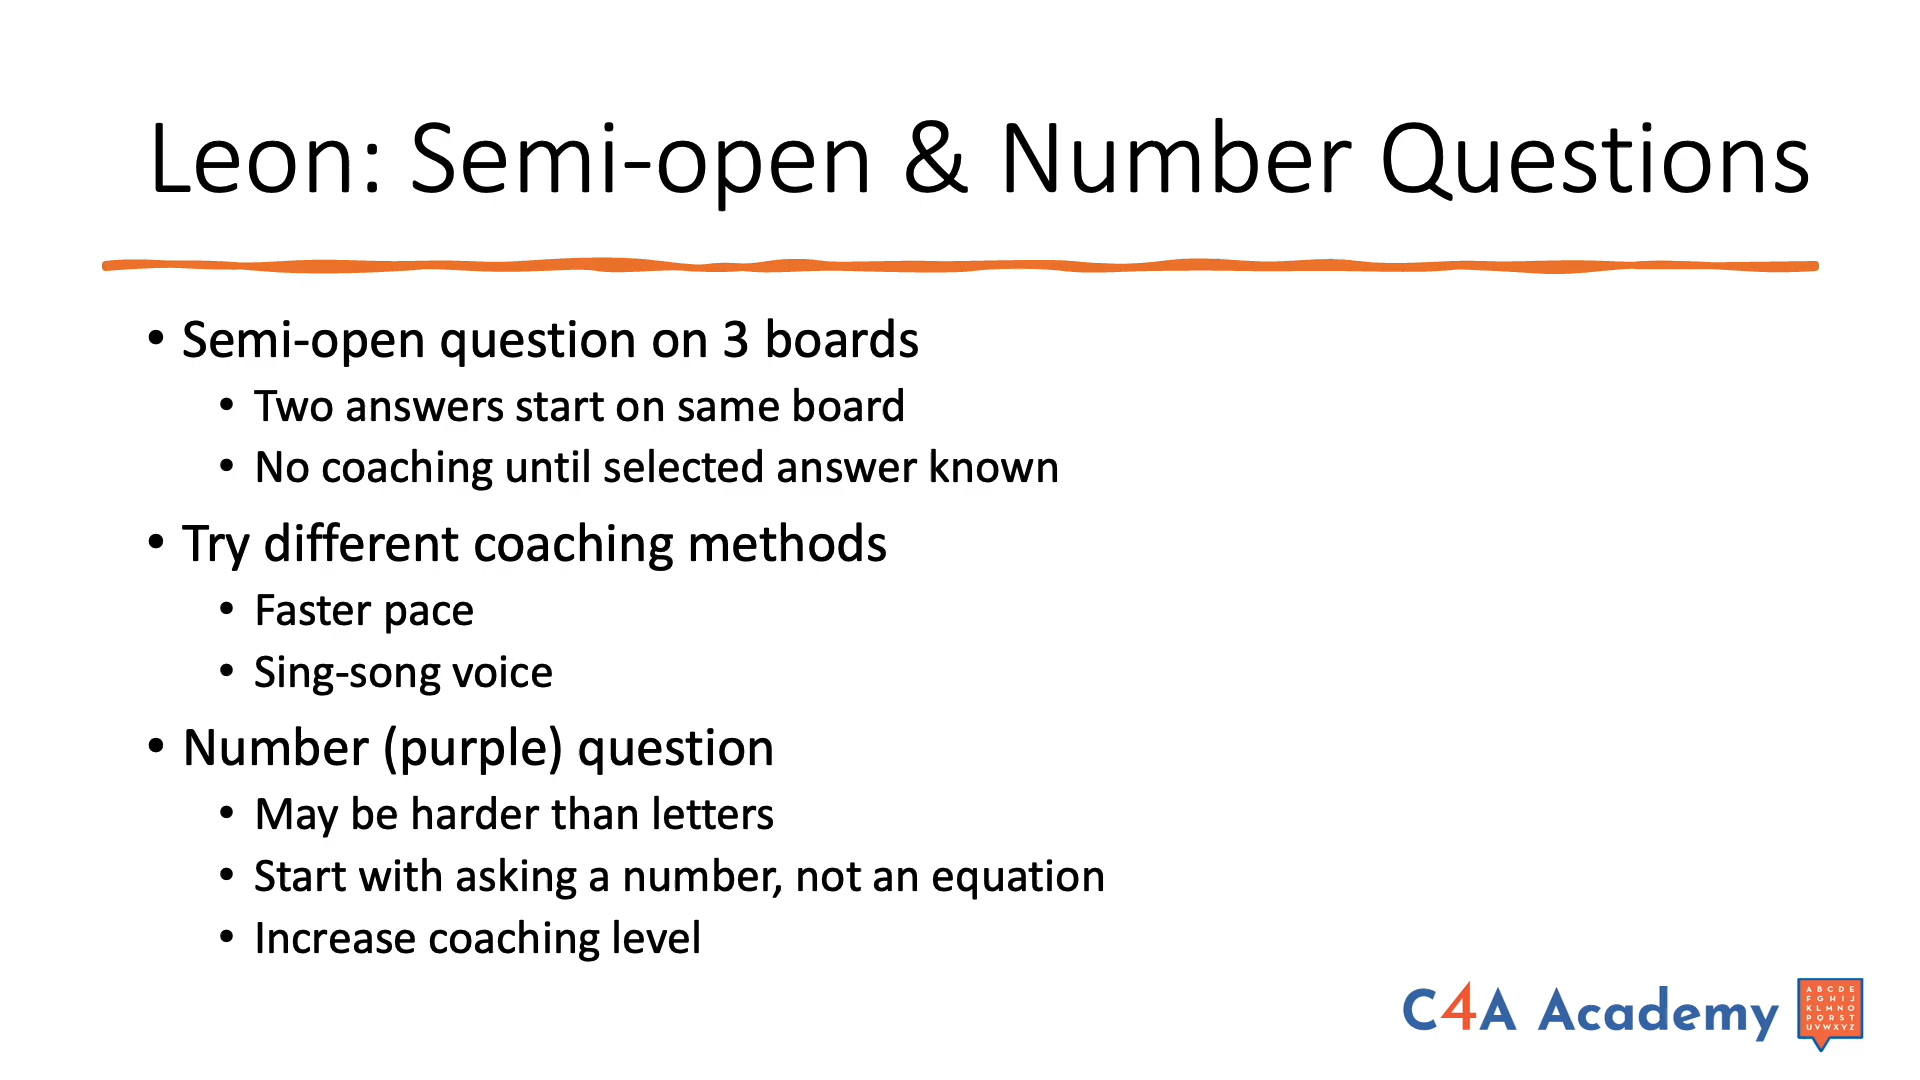 Leon: Semi-open & Number Questions
• Semi-open question on 3 boards
• Two answers start on same board
• No coaching until selected answer known
• Try different coaching methods
• Faster pace
• Sing-song voice
• Number (purple) question
• May be harder than letters
• Start with asking a number, not an equation
• Increase coaching level
C4A Academy
A B C D E
F G H I J
K L M N O
P Q R S T
U V W X Y Z